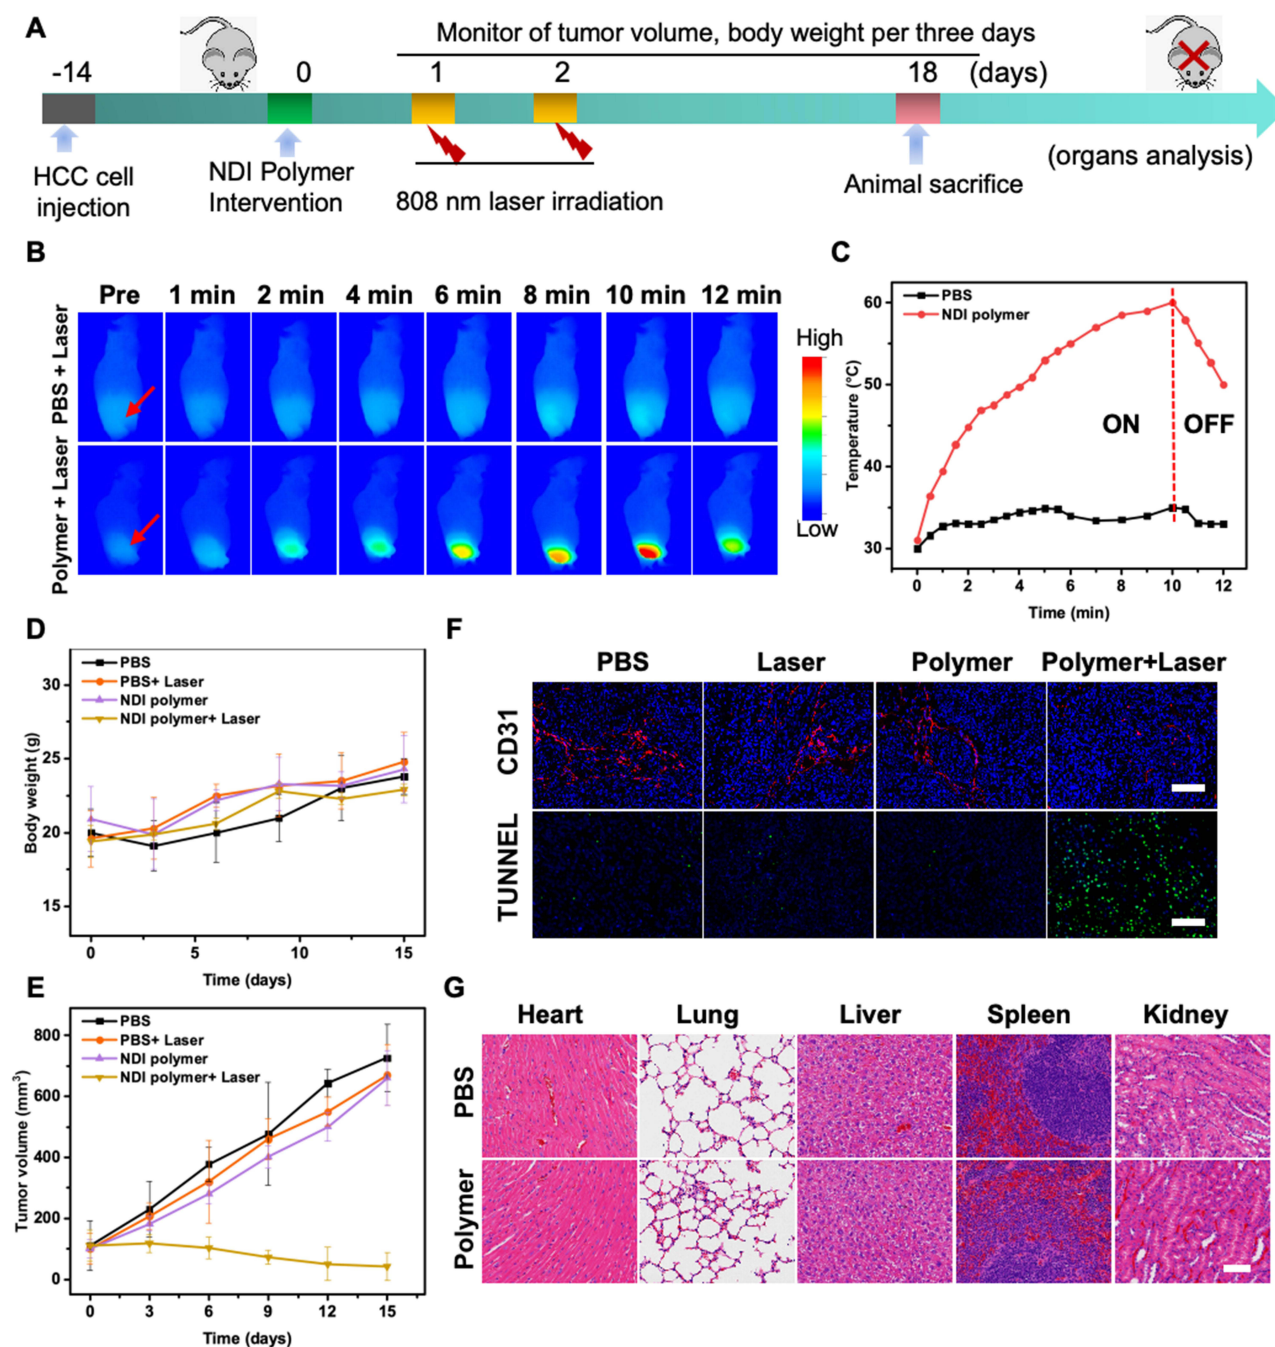 A
Monitor of tumor volume, body weight per three days
-14
0
1
2
18
(days)
HCC cell
injection
NDI Polymer
Intervention
808 nm laser irradiation
Animal sacrifice
(organs analysis)
B
Pre
1 min
2 min
4 min
6 min
8 min
10 min
12 min
PBS + Laser
Polymer + Laser
High
Low
C
PBS
NDI polymer
ON
OFF
Temperature (°C)
60
50
40
30
0
2
4
6
8
10
12
Time (min)
D
PBS
PBS+ Laser
NDI polymer
NDI polymer+ Laser
Body weight (g)
30
25
20
15
0
5
10
15
Time (days)
E
PBS
PBS+ Laser
NDI polymer
NDI polymer+ Laser
Tumor volume (mm³)
800
600
400
200
0
0
3
6
9
12
15
Time (days)
F
PBS
Laser
Polymer
Polymer+Laser
CD31
TUNNEL
G
Heart
Lung
Liver
Spleen
Kidney
PBS
Polymer